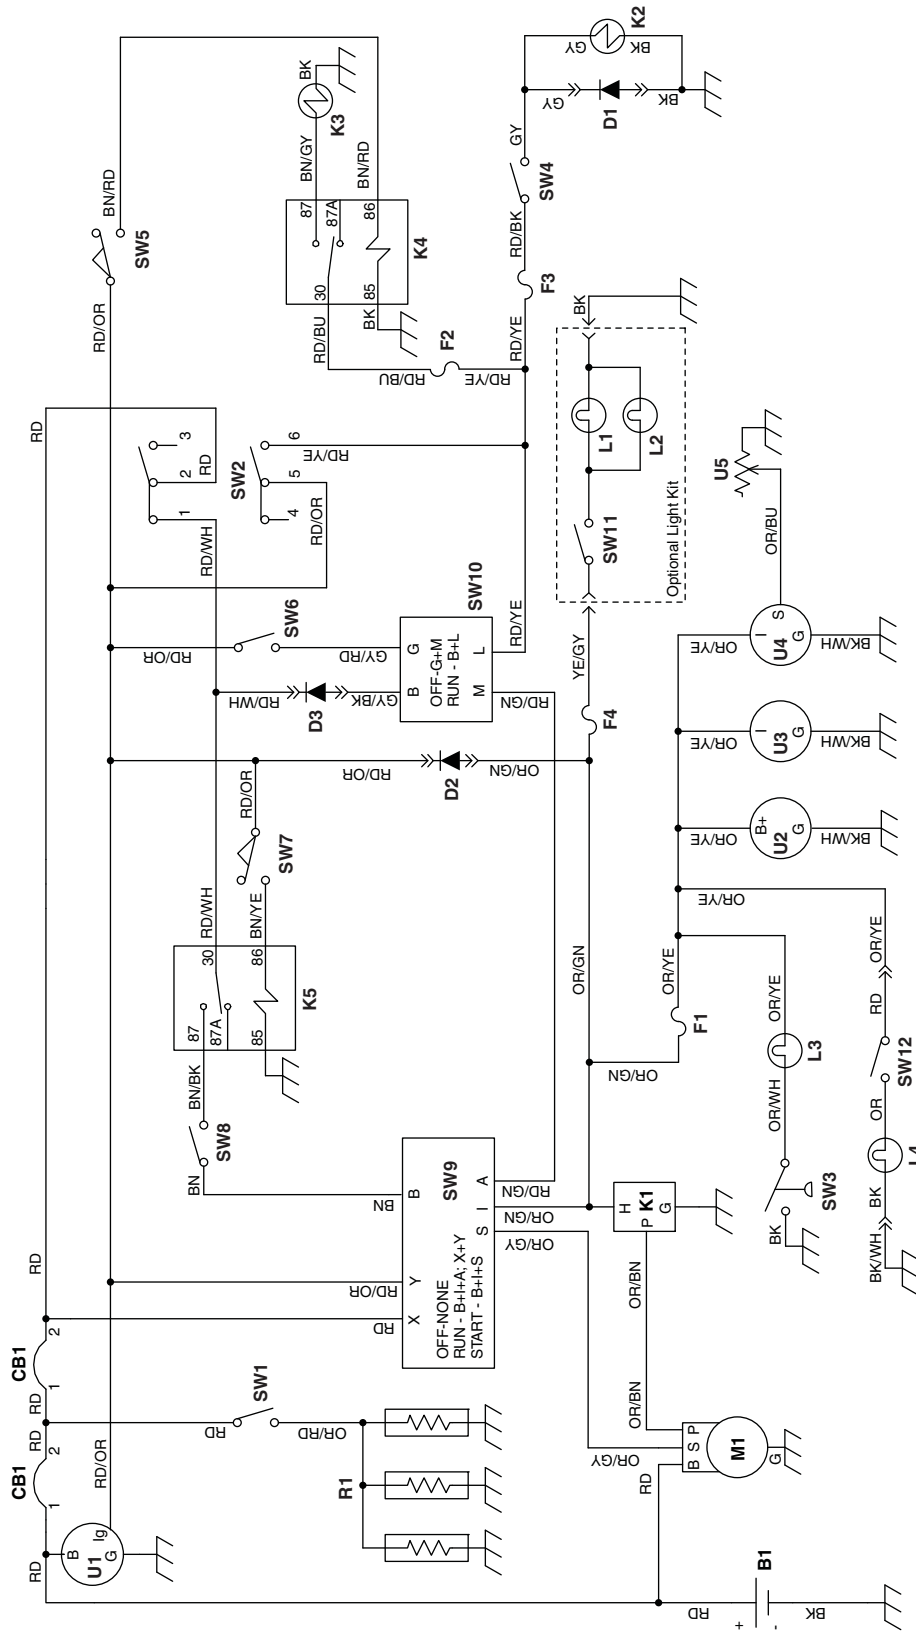 CB1
CB1
RD
1
2
RD
RD
1
2
RD
RD
B
U1
G
Ig
RD/OR
RD/OR
BN/RD
SW5
RD
SW1
OR/RD
R1
RD
X
RD/OR
Y
BN
B
SW9
OFF-NONE
RUN - B+I+A; X+Y
START - B+I+S
S
I
A
OR/GY
OR/GN
RD/GN
BN
SW8
BN/BK
87
87A
85
30
86
K5
RD/WH
BN/YE
SW7
RD/OR
RD/OR
D2
OR/GN
RD/WH
D3
GY/BK
RD/OR
SW6
GY/RD
B
G
OFF-G+M
RUN - B+L
M
L
SW10
RD/GN
RD/YE
RD/WH
1
2
3
RD
SW2
4
5
6
RD/OR
RD/YE
30
87
87A
85
86
K4
RD/BU
BK
BN/GY
BN/RD
K3
BK
RD/BU
F2
RD/YE
RD/YE
F3
RD/BK
SW4
GY
GY
D1
BK
GY
K2
BK
OR/GN
F4
YE/GY
SW11
L1
L2
Optional Light Kit
BK
H
P
K1
G
OR/BN
OR/BN
OR/GY
RD
B
S
P
M1
G
RD
B1
+
-
BK
OR/GN
F1
OR/YE
OR/YE
L3
OR/WH
SW3
BK
OR/YE
OR/YE
RD
SW12
OR
L4
BK
BK/WH
OR/YE
B+
U2
G
BK/WH
OR/YE
I
U3
G
BK/WH
OR/YE
I
U4
S
G
BK/WH
OR/BU
U5